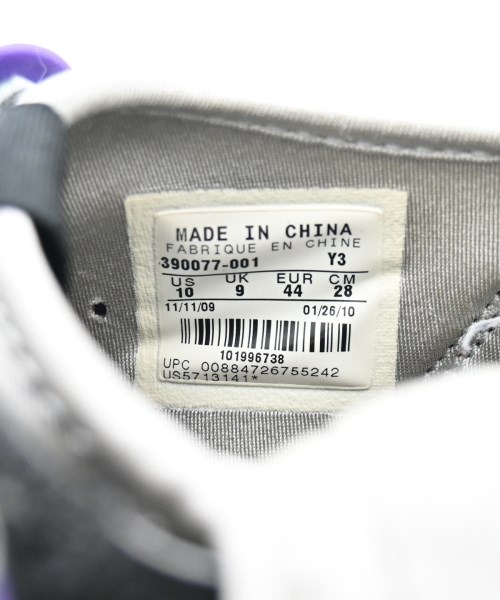 MADE IN CHINA
FABRIQUE EN CHINE
390077-001 Y3
US UK EUR CM
10 9 44 28
11/11/09 01/26/10
101996738
UPC 00884726755242
US5713141*